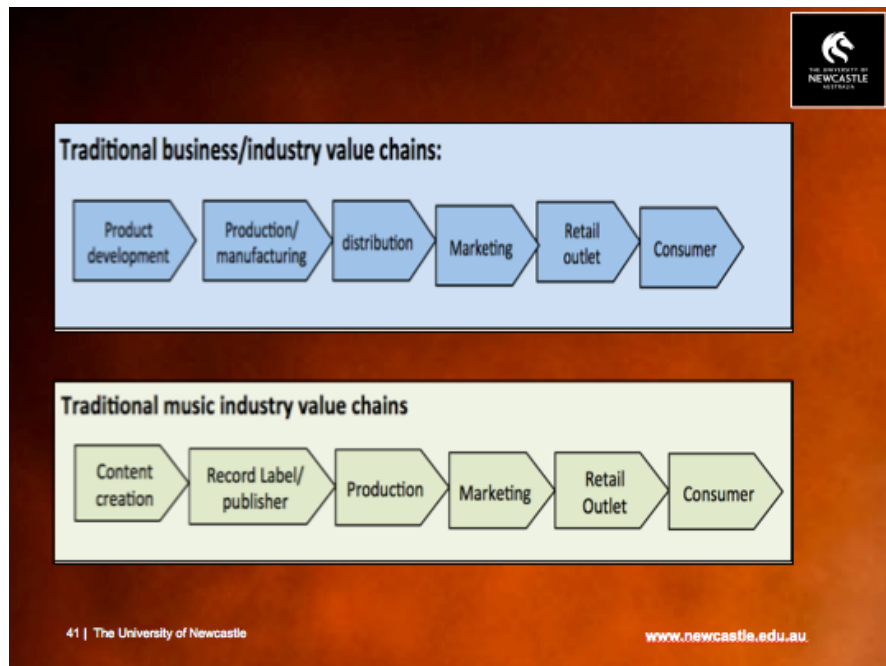 THE UNIVERSITY OF
NEWCASTLE
AUSTRALIA
Traditional business/industry value chains:
Product
development
Production/
manufacturing
distribution
Marketing
Retail
outlet
Consumer
Traditional music industry value chains
Content
creation
Record Label/
publisher
Production
Marketing
Retail
Outlet
Consumer
41 | The University of Newcastle
www.newcastle.edu.au